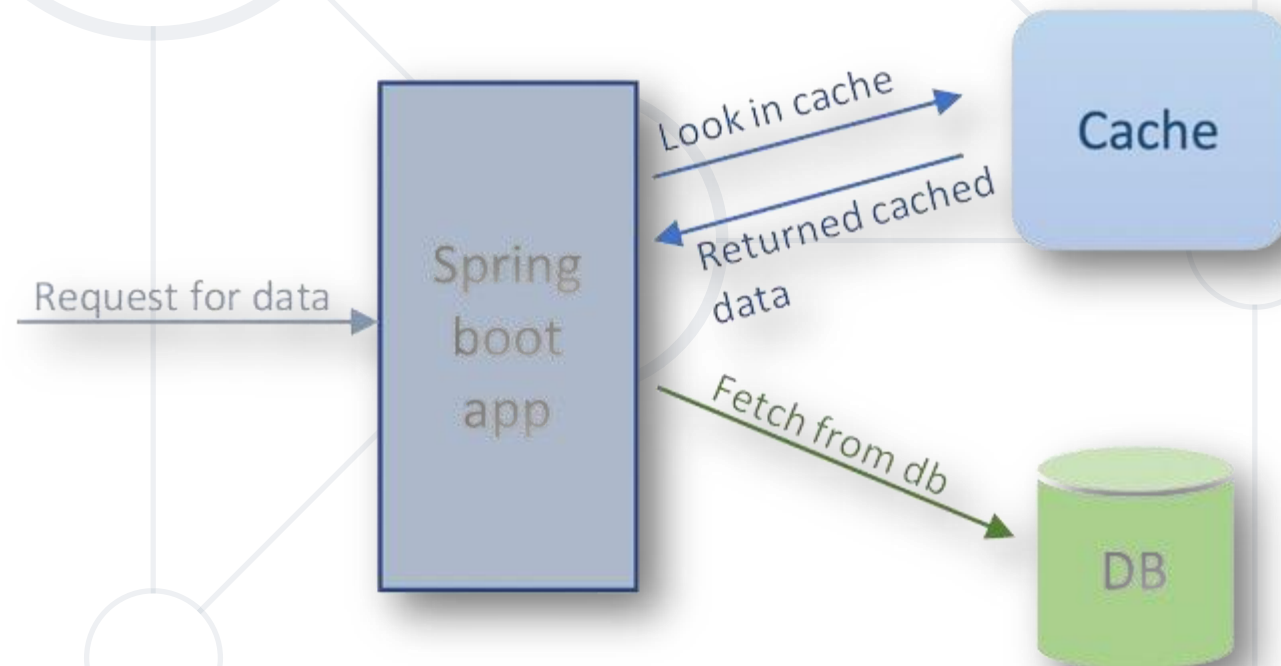 Request for data
Spring
boot
app
Look in cache
Returned cached
data
Cache
Fetch from db
DB